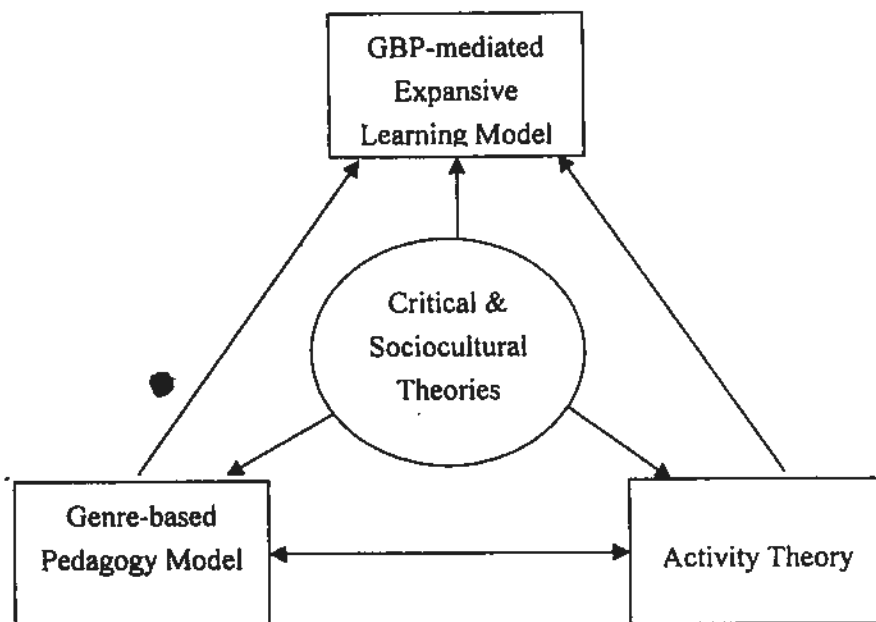 GBP-mediated
Expansive
Learning Model
Critical &
Sociocultural
Theories
Genre-based
Pedagogy Model
Activity Theory